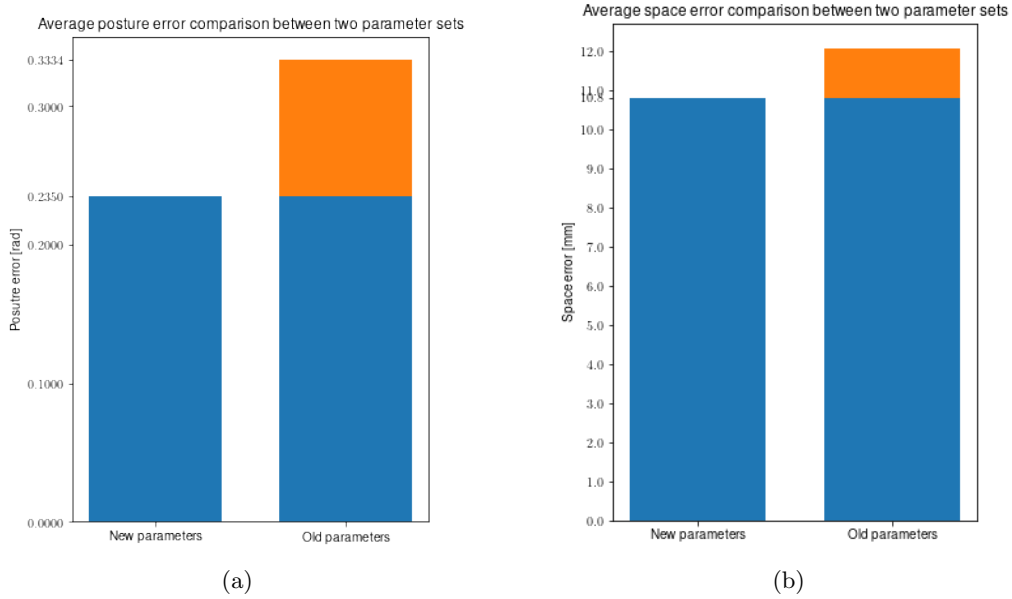 Average posture error comparison between two parameter sets
0.3334
0.3000
0.2350
0.2000
0.1000
0.0000
Posutre error [rad]
New parameters
Old parameters
(a)
Average space error comparison between two parameter sets
12.0
11.0
10.8
10.0
9.0
8.0
7.0
6.0
5.0
4.0
3.0
2.0
1.0
0.0
Space error [mm]
New parameters
Old parameters
(b)